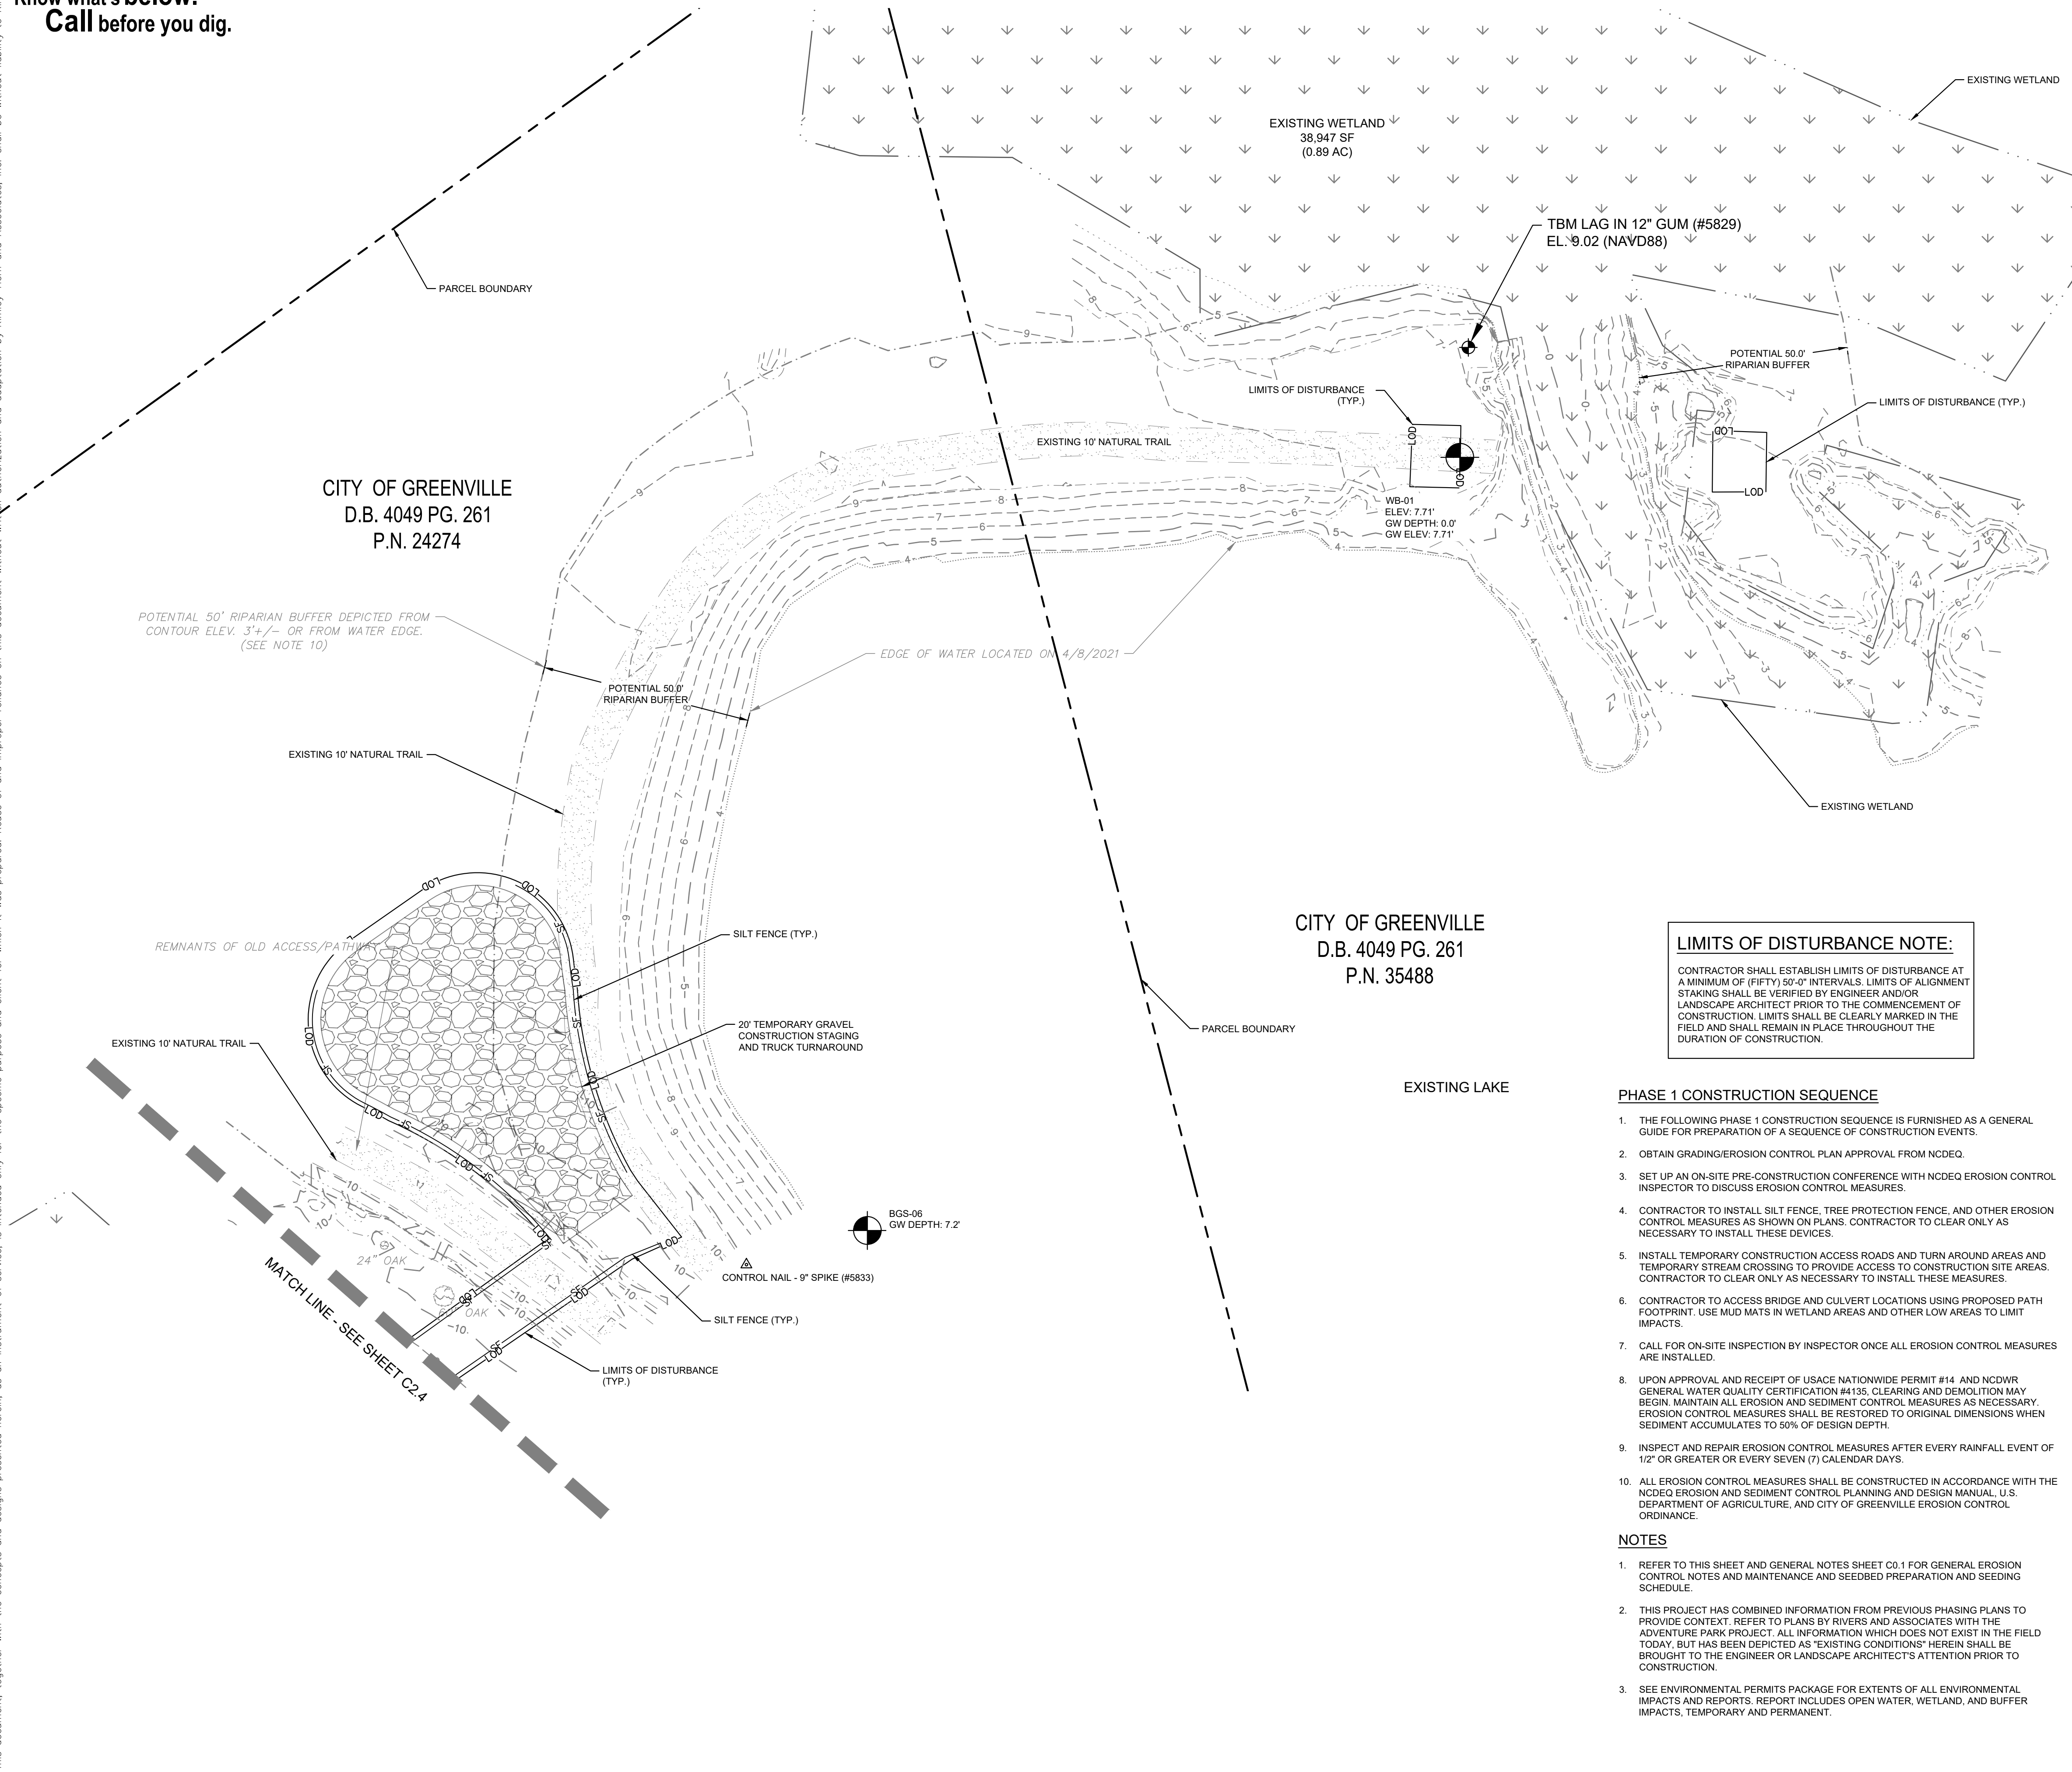 Know what's below.
Call before you dig.
EXISTING WETLAND
EXISTING WETLAND
38,947 SF
(0.89 AC)
TBM LAG IN 12" GUM (#5829)
EL. 9.02 (NAVD88)
PARCEL BOUNDARY
POTENTIAL 50.0'
RIPARIAN BUFFER
LIMITS OF DISTURBANCE
(TYP.)
LIMITS OF DISTURBANCE (TYP.)
LOD
LOD
LOD
LOD
EXISTING 10' NATURAL TRAIL
WB-01
ELEV: 7.71'
GW DEPTH: 0.0'
GW ELEV: 7.71'
CITY OF GREENVILLE
D.B. 4049 PG. 261
P.N. 24274
POTENTIAL 50' RIPARIAN BUFFER DEPICTED FROM
CONTOUR ELEV. 3'+/- OR FROM WATER EDGE.
(SEE NOTE 10)
EDGE OF WATER LOCATED ON 4/8/2021
POTENTIAL 50.0'
RIPARIAN BUFFER
EXISTING 10' NATURAL TRAIL
EXISTING WETLAND
REMNANTS OF OLD ACCESS/PATHWAY
SILT FENCE (TYP.)
20' TEMPORARY GRAVEL
CONSTRUCTION STAGING
AND TRUCK TURNAROUND
EXISTING 10' NATURAL TRAIL
CITY OF GREENVILLE
D.B. 4049 PG. 261
P.N. 35488
PARCEL BOUNDARY
EXISTING LAKE
BGS-06
GW DEPTH: 7.2'
CONTROL NAIL - 9" SPIKE (#5833)
24" OAK
OAK
SILT FENCE (TYP.)
LIMITS OF DISTURBANCE
(TYP.)
MATCH LINE - SEE SHEET C2.4
LIMITS OF DISTURBANCE NOTE:
CONTRACTOR SHALL ESTABLISH LIMITS OF DISTURBANCE AT
A MINIMUM OF (FIFTY) 50'-0" INTERVALS. LIMITS OF ALIGNMENT
STAKING SHALL BE VERIFIED BY ENGINEER AND/OR
LANDSCAPE ARCHITECT PRIOR TO THE COMMENCEMENT OF
CONSTRUCTION. LIMITS SHALL BE CLEARLY MARKED IN THE
FIELD AND SHALL REMAIN IN PLACE THROUGHOUT THE
DURATION OF CONSTRUCTION.
PHASE 1 CONSTRUCTION SEQUENCE
1. THE FOLLOWING PHASE 1 CONSTRUCTION SEQUENCE IS FURNISHED AS A GENERAL
GUIDE FOR PREPARATION OF A SEQUENCE OF CONSTRUCTION EVENTS.
2. OBTAIN GRADING/EROSION CONTROL PLAN APPROVAL FROM NCDEQ.
3. SET UP AN ON-SITE PRE-CONSTRUCTION CONFERENCE WITH NCDEQ EROSION CONTROL
INSPECTOR TO DISCUSS EROSION CONTROL MEASURES.
4. CONTRACTOR TO INSTALL SILT FENCE, TREE PROTECTION FENCE, AND OTHER EROSION
CONTROL MEASURES AS SHOWN ON PLANS. CONTRACTOR TO CLEAR ONLY AS
NECESSARY TO INSTALL THESE DEVICES.
5. INSTALL TEMPORARY CONSTRUCTION ACCESS ROADS AND TURN AROUND AREAS AND
TEMPORARY STREAM CROSSING TO PROVIDE ACCESS TO CONSTRUCTION SITE AREAS.
CONTRACTOR TO CLEAR ONLY AS NECESSARY TO INSTALL THESE MEASURES.
6. CONTRACTOR TO ACCESS BRIDGE AND CULVERT LOCATIONS USING PROPOSED PATH
FOOTPRINT. USE MUD MATS IN WETLAND AREAS AND OTHER LOW AREAS TO LIMIT
IMPACTS.
7. CALL FOR ON-SITE INSPECTION BY INSPECTOR ONCE ALL EROSION CONTROL MEASURES
ARE INSTALLED.
8. UPON APPROVAL AND RECEIPT OF USACE NATIONWIDE PERMIT #14 AND NCDWR
GENERAL WATER QUALITY CERTIFICATION #4135, CLEARING AND DEMOLITION MAY
BEGIN. MAINTAIN ALL EROSION AND SEDIMENT CONTROL MEASURES AS NECESSARY.
EROSION CONTROL MEASURES SHALL BE RESTORED TO ORIGINAL DIMENSIONS WHEN
SEDIMENT ACCUMULATES TO 50% OF DESIGN DEPTH.
9. INSPECT AND REPAIR EROSION CONTROL MEASURES AFTER EVERY RAINFALL EVENT OF
1/2" OR GREATER OR EVERY SEVEN (7) CALENDAR DAYS.
10. ALL EROSION CONTROL MEASURES SHALL BE CONSTRUCTED IN ACCORDANCE WITH THE
NCDEQ EROSION AND SEDIMENT CONTROL PLANNING AND DESIGN MANUAL, U.S.
DEPARTMENT OF AGRICULTURE, AND CITY OF GREENVILLE EROSION CONTROL
ORDINANCE.
NOTES
1. REFER TO THIS SHEET AND GENERAL NOTES SHEET C0.1 FOR GENERAL EROSION
CONTROL NOTES AND MAINTENANCE AND SEEDBED PREPARATION AND SEEDING
SCHEDULE.
2. THIS PROJECT HAS COMBINED INFORMATION FROM PREVIOUS PHASING PLANS TO
PROVIDE CONTEXT. REFER TO PLANS BY RIVERS AND ASSOCIATES WITH THE
ADVENTURE PARK PROJECT. ALL INFORMATION WHICH DOES NOT EXIST IN THE FIELD
TODAY, BUT HAS BEEN DEPICTED AS "EXISTING CONDITIONS" HEREIN SHALL BE
BROUGHT TO THE ENGINEER OR LANDSCAPE ARCHITECT'S ATTENTION PRIOR TO
CONSTRUCTION.
3. SEE ENVIRONMENTAL PERMITS PACKAGE FOR EXTENTS OF ALL ENVIRONMENTAL
IMPACTS AND REPORTS. REPORT INCLUDES OPEN WATER, WETLAND, AND BUFFER
IMPACTS, TEMPORARY AND PERMANENT.